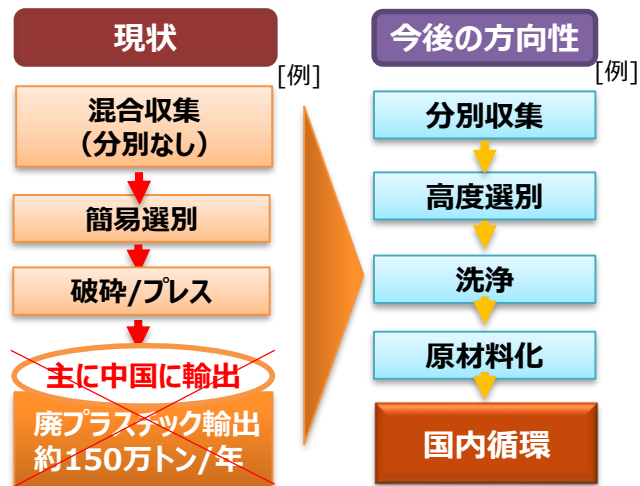 現状
[例]
混合収集
（分別なし）
簡易選別
破砕/プレス
主に中国に輸出
廃プラスチック輸出
約150万トン/年
今後の方向性
[例]
分別収集
高度選別
洗浄
原材料化
国内循環